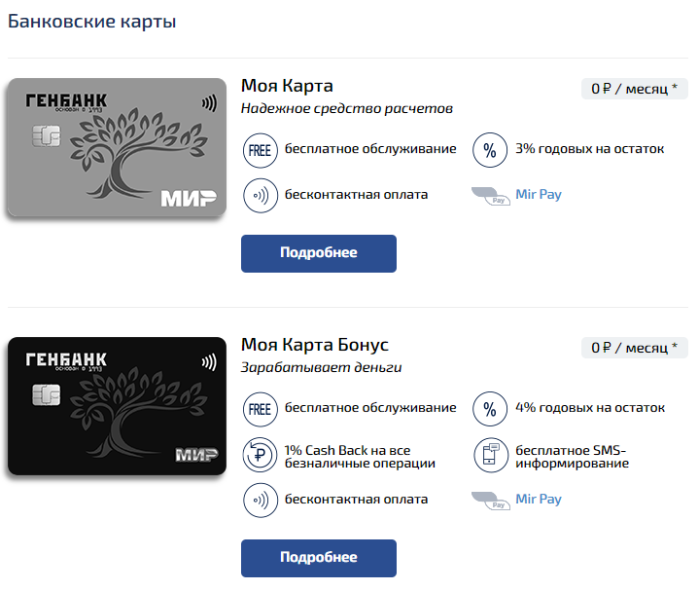 Банковские карты
ГЕНБАНК
ОСНОВАН В 1993
МИР
Моя Карта
0 ₽ / месяц *
Надежное средство расчетов
FREE бесплатное обслуживание
% 3% годовых на остаток
бесконтактная оплата
Pay Mir Pay
Подробнее
ГЕНБАНК
ОСНОВАН В 1993
МИР
Моя Карта Бонус
0 ₽ / месяц *
Зарабатывает деньги
FREE бесплатное обслуживание
% 4% годовых на остаток
₽ 1% Cash Back на все
безналичные операции
бесплатное SMS-
информирование
бесконтактная оплата
Pay Mir Pay
Подробнее